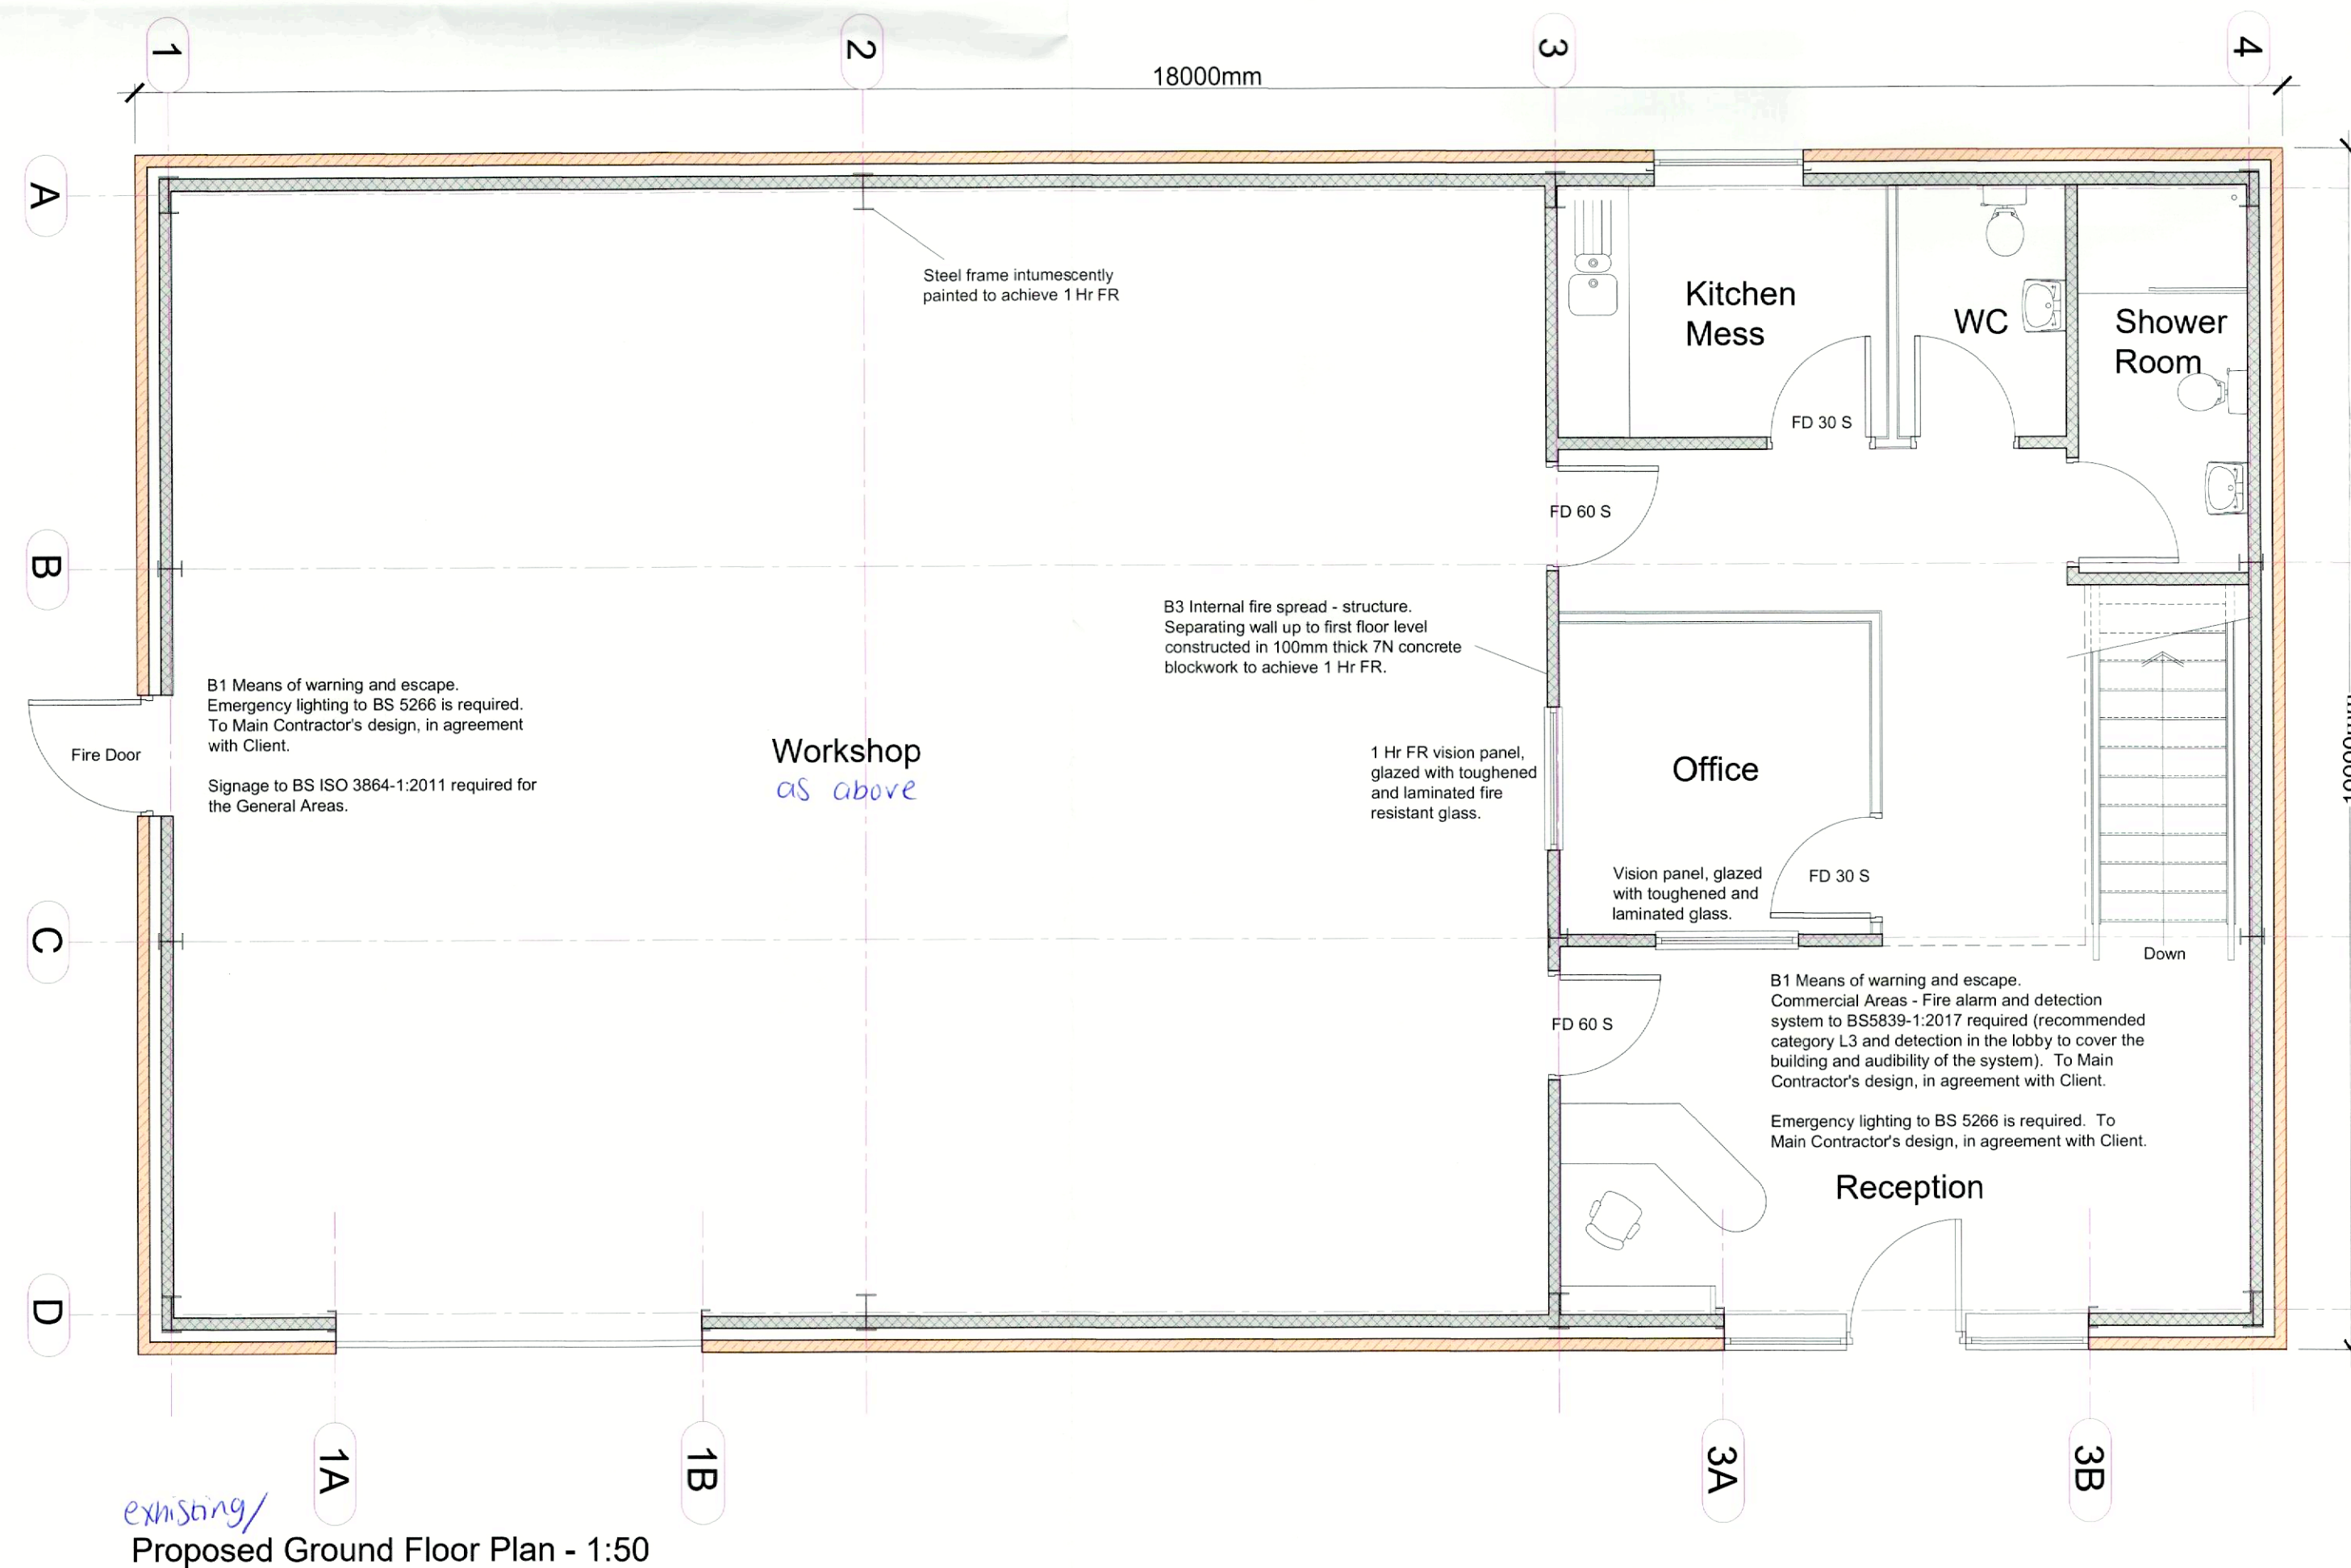 1
2
3
4
18000mm
A
Steel frame intumescently
painted to achieve 1 Hr FR
Kitchen
Mess
WC
Shower
Room
FD 30 S
FD 60 S
B
B3 Internal fire spread - structure.
Separating wall up to first floor level
constructed in 100mm thick 7N concrete
blockwork to achieve 1 Hr FR.
B1 Means of warning and escape.
Emergency lighting to BS 5266 is required.
To Main Contractor's design, in agreement
with Client.
Signage to BS ISO 3864-1:2011 required for
the General Areas.
Fire Door
Workshop
as above
1 Hr FR vision panel,
glazed with toughened
and laminated fire
resistant glass.
Office
Vision panel, glazed
with toughened and
laminated glass.
FD 30 S
C
Down
FD 60 S
B1 Means of warning and escape.
Commercial Areas - Fire alarm and detection
system to BS5839-1:2017 required (recommended
category L3 and detection in the lobby to cover the
building and audibility of the system). To Main
Contractor's design, in agreement with Client.
Emergency lighting to BS 5266 is required. To
Main Contractor's design, in agreement with Client.
Reception
D
1A
1B
3A
3B
exhisting/
Proposed Ground Floor Plan - 1:50